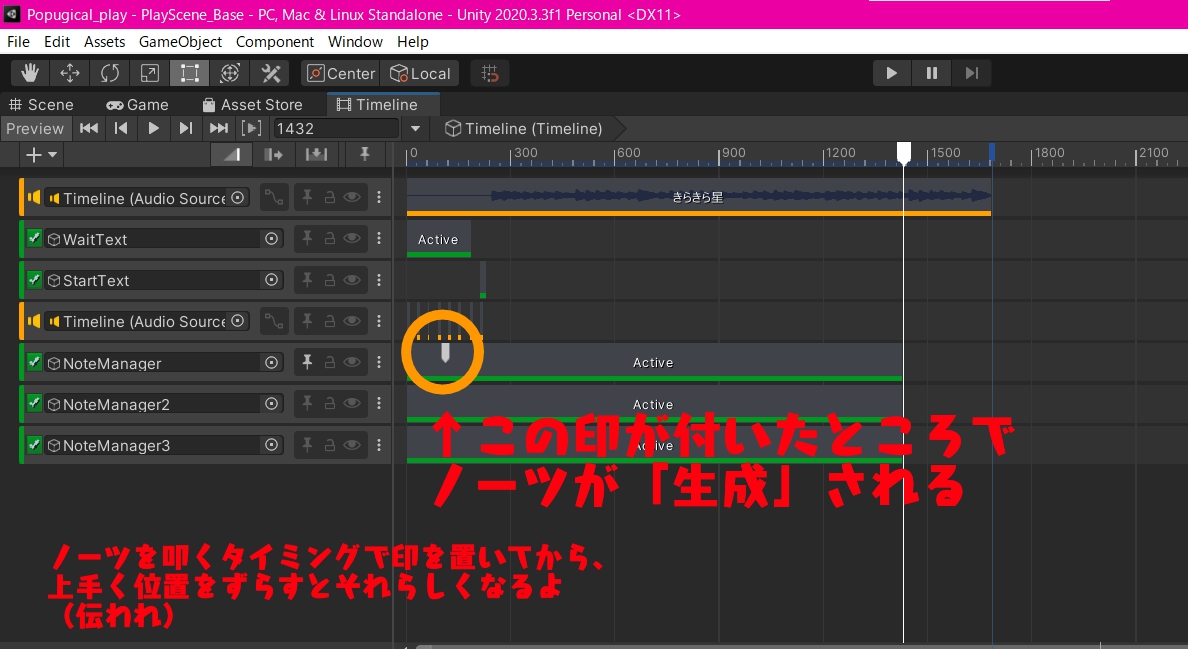 Popugical_play - PlayScene_Base - PC, Mac & Linux Standalone - Unity 2020.3.3f1 Personal <DX11>
File Edit Assets GameObject Component Window Help
Center Local
Scene Game Asset Store Timeline
Preview 1432 Timeline (Timeline)
0 300 600 900 1200 1500 1800 2100
Timeline (Audio Source きらきら星
WaitText Active
StartText
Timeline (Audio Source
NoteManager Active
NoteManager2 Active
NoteManager3 Active
↑この印が付いたところで
ノーツが「生成」される
ノーツを叩くタイミングで印を置いてから、
上手く位置をずらすとそれらしくなるよ
(伝われ)